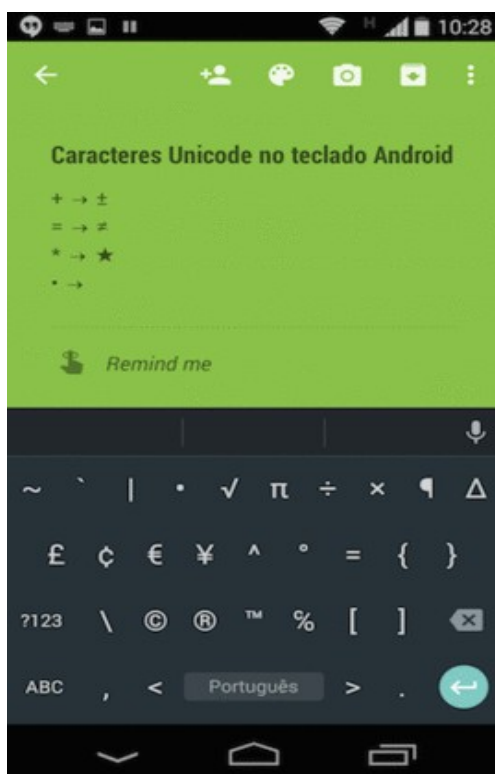 H 10:28
Caracteres Unicode no teclado Android
+ → ±
= → ≠
* → ★
• →
Remind me
~ ` | • √ π ÷ × ¶ Δ
£ ¢ € ¥ ^ ° = { }
?123 \ © ® ™ ℅ [ ]
ABC , < Português > .